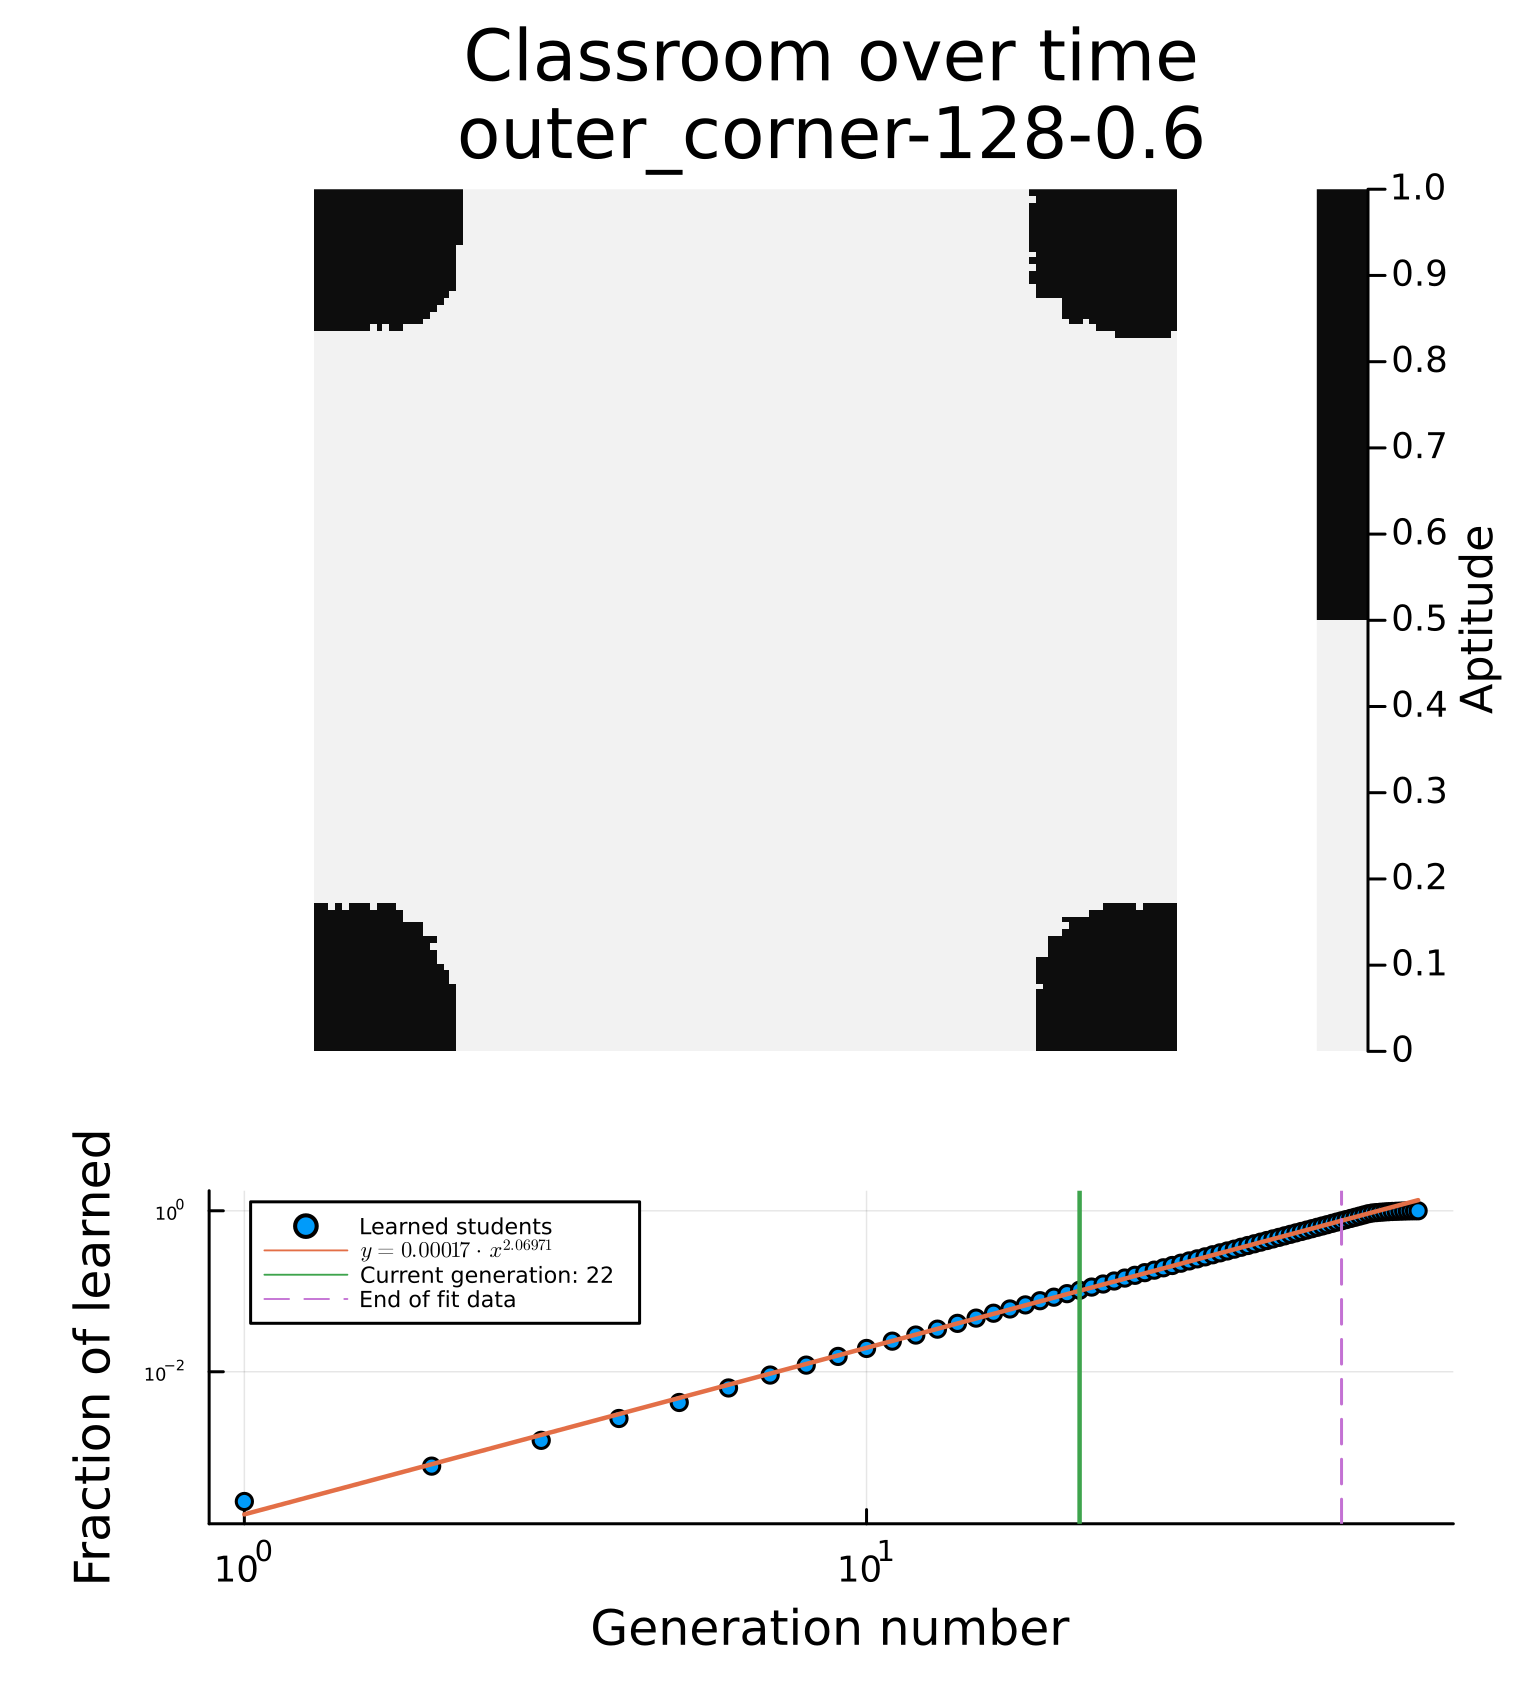 Classroom over time
outer_corner-128-0.6
1.0
0.9
0.8
0.7
0.6
0.5
0.4
0.3
0.2
0.1
0
Aptitude
Fraction of learned
10^0
10^-2
Learned students
y = 0.00017 · x^2.06971
Current generation: 22
End of fit data
10^0
10^1
Generation number